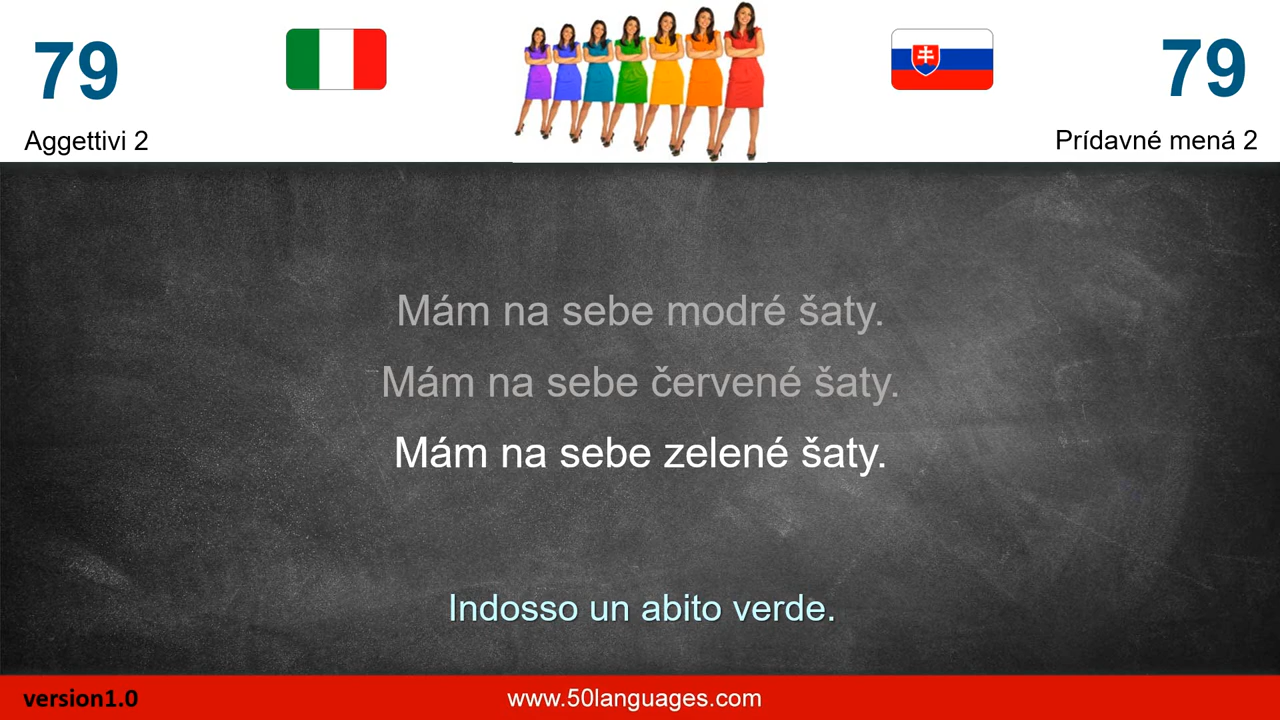 79
79
Aggettivi 2
Prídavné mená 2
Mám na sebe modré šaty.
Mám na sebe červené šaty.
Mám na sebe zelené šaty.
Indosso un abito verde.
version1.0
www.50languages.com